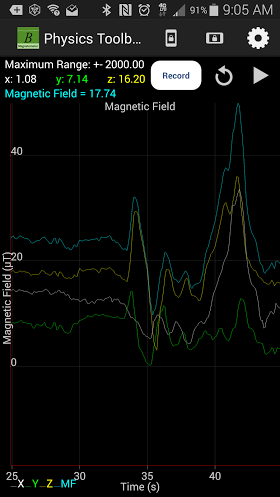 91% 9:05 AM
B
Magnetometer
Physics Toolb...
Maximum Range: +- 2000.00
x: 1.08 y: 7.14 z: 16.20
Magnetic Field = 17.74
Record
Magnetic Field
40
20
0
Magnetic Field (µT)
25 30 35 40
X Y Z MF
Time (s)